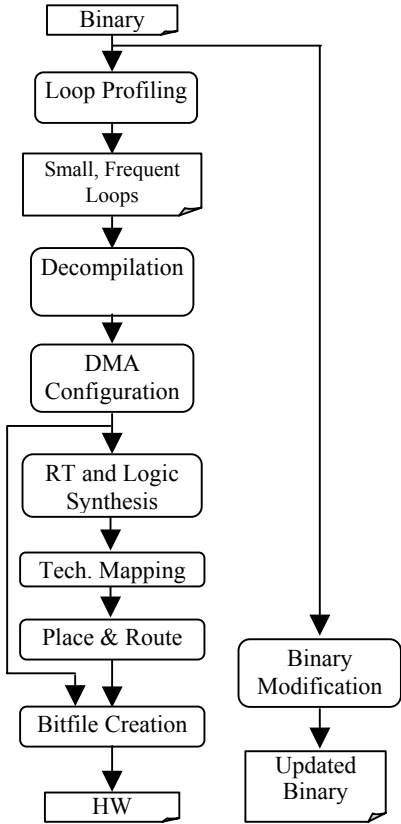 Binary
Loop Profiling
Small, Frequent
Loops
Decompilation
DMA
Configuration
RT and Logic
Synthesis
Tech. Mapping
Place & Route
Bitfile Creation
HW
Binary
Modification
Updated
Binary